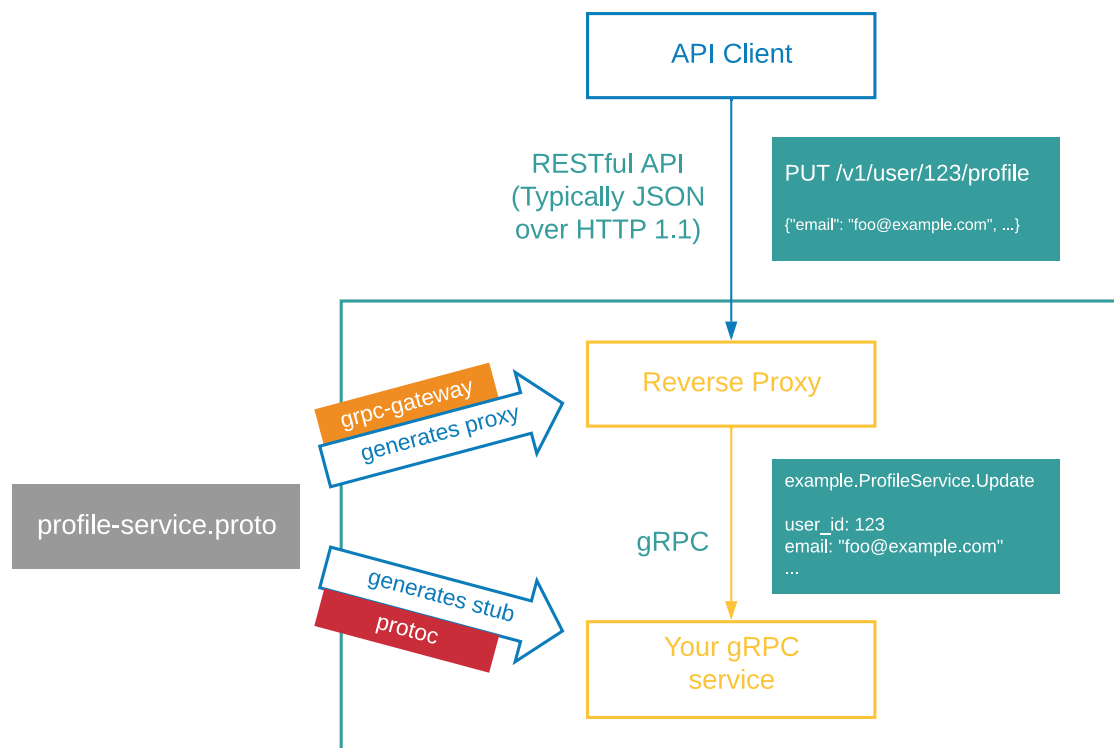 API Client
RESTful API
(Typically JSON
over HTTP 1.1)
PUT /v1/user/123/profile
{"email": "foo@example.com", ...}
Reverse Proxy
grpc-gateway
generates proxy
profile-service.proto
example.ProfileService.Update
user_id: 123
email: "foo@example.com"
...
gRPC
generates stub
protoc
Your gRPC
service